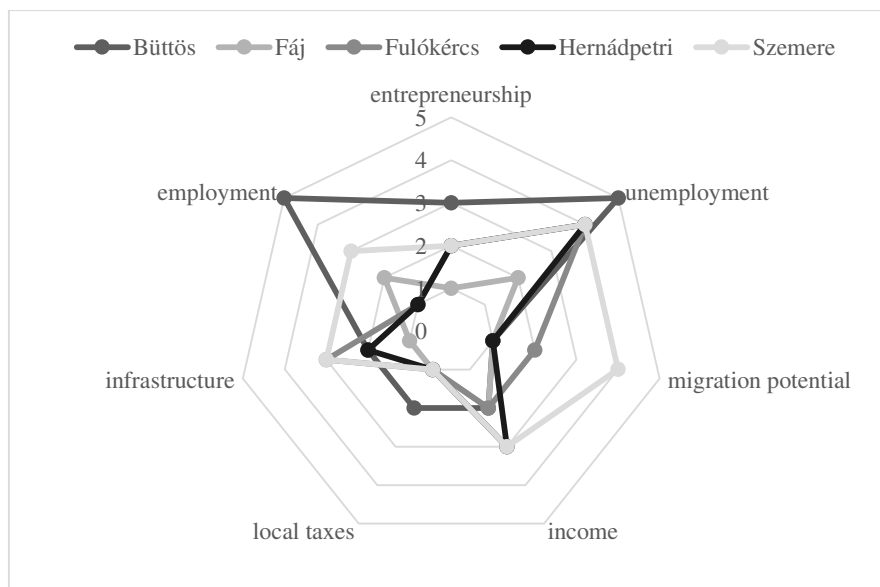 Büttös Fáj Fulókércs Hernádpetri Szemere
entrepreneurship
5
4
3
2
1
0
employment
unemployment
infrastructure
migration potential
local taxes
income